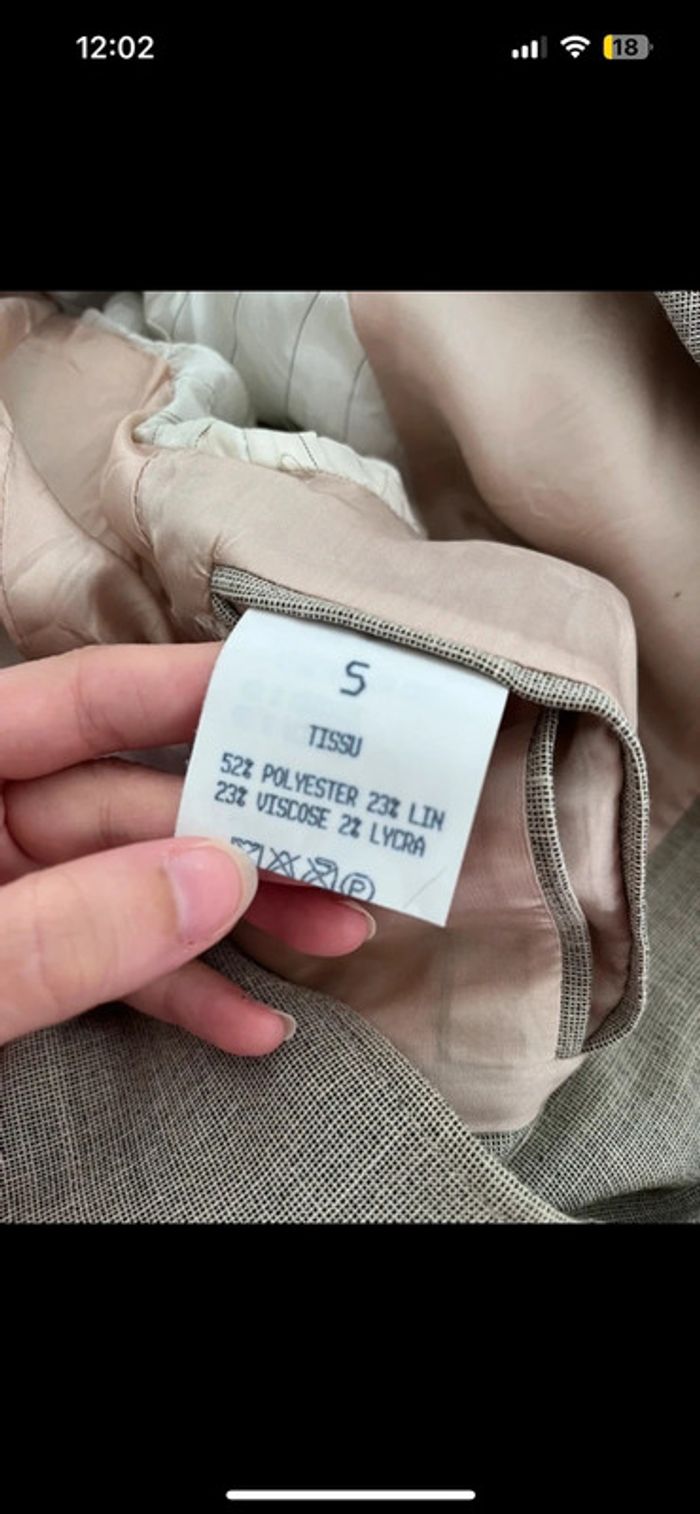 12:02
18
S
TISSU
52% POLYESTER 23% LIN
23% VISCOSE 2% LYCRA
P